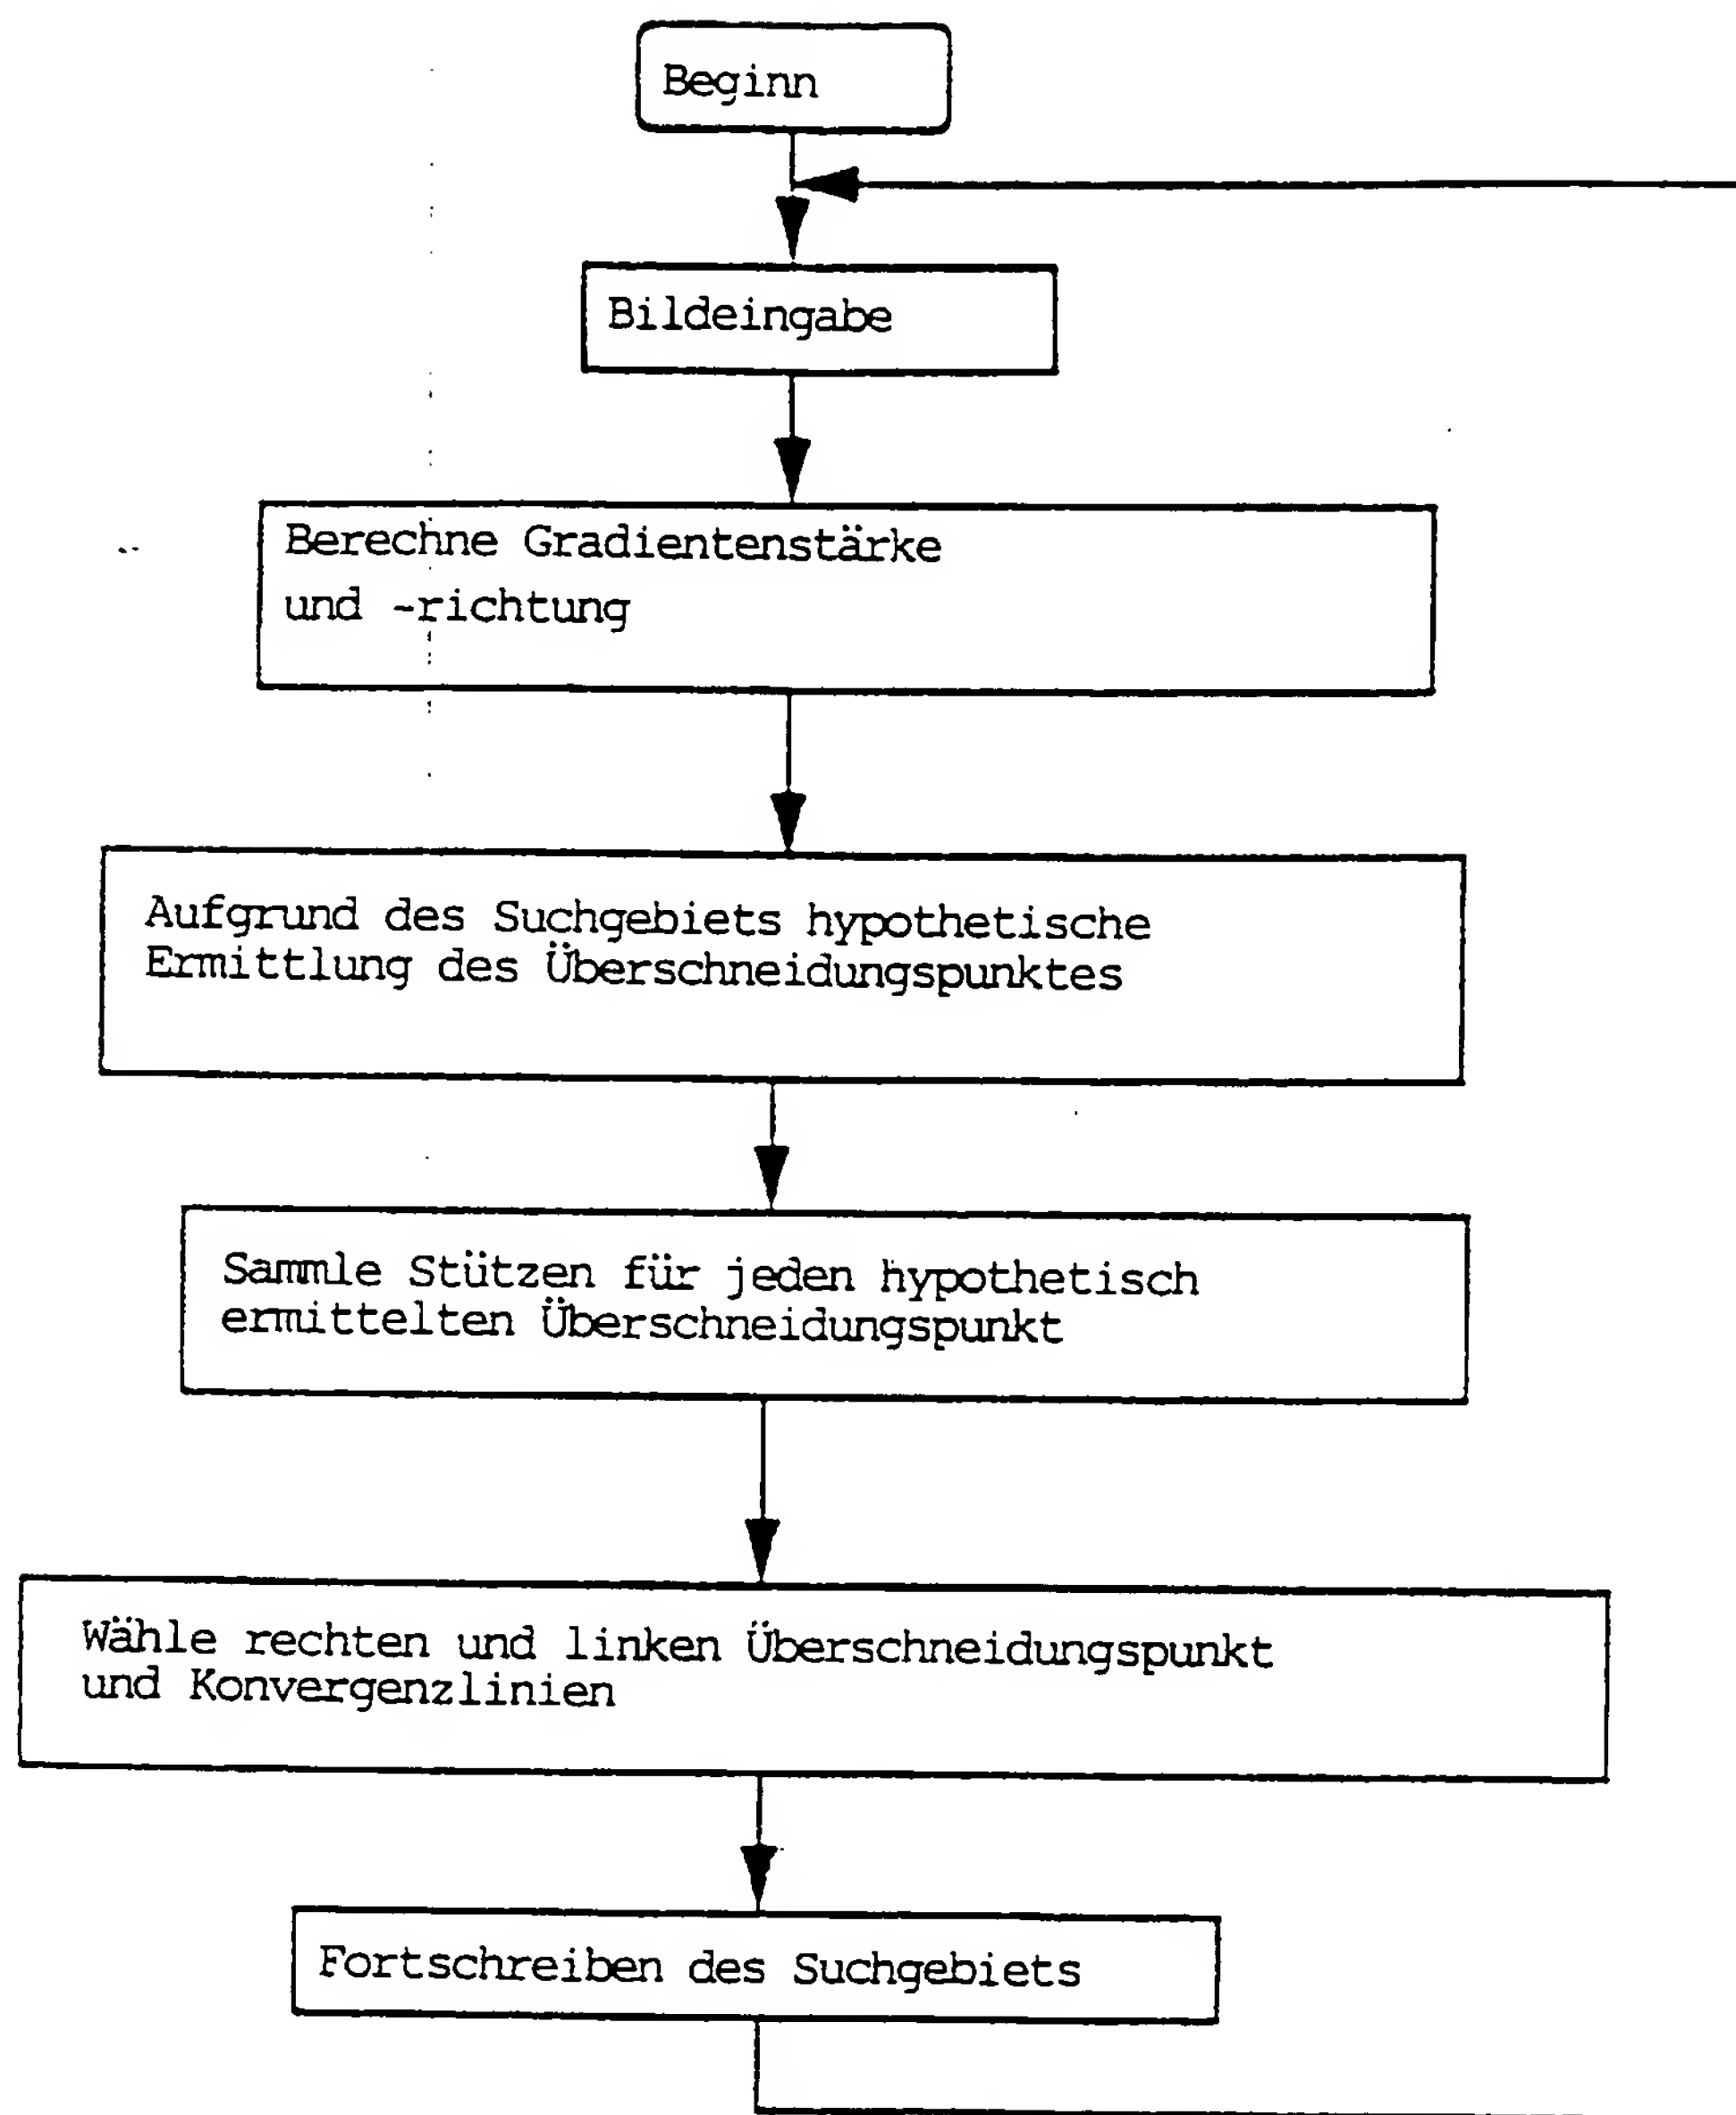 Beginn
Bildeingabe
Berechne Gradientenstärke
und -richtung
Aufgrund des Suchgebiets hypothetische
Ermittlung des Überschneidungspunktes
Sammle Stützen für jeden hypothetisch
ermittelten Überschneidungspunkt
Wähle rechten und linken Überschneidungspunkt
und Konvergenzlinien
Fortschreiben des Suchgebiets